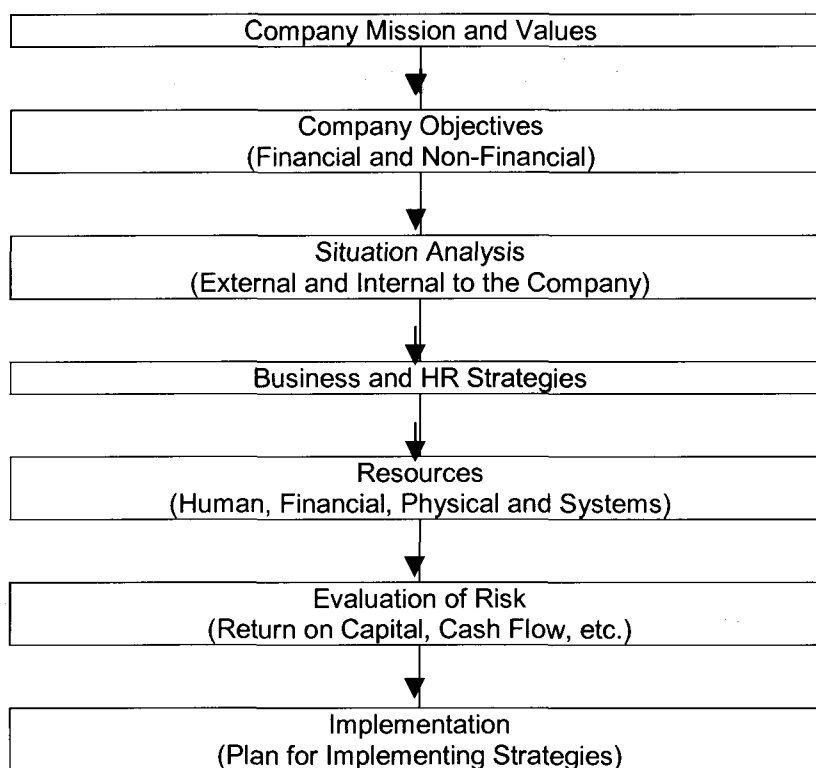 Company Mission and Values
Company Objectives
(Financial and Non-Financial)
Situation Analysis
(External and Internal to the Company)
Business and HR Strategies
Resources
(Human, Financial, Physical and Systems)
Evaluation of Risk
(Return on Capital, Cash Flow, etc.)
Implementation
(Plan for Implementing Strategies)